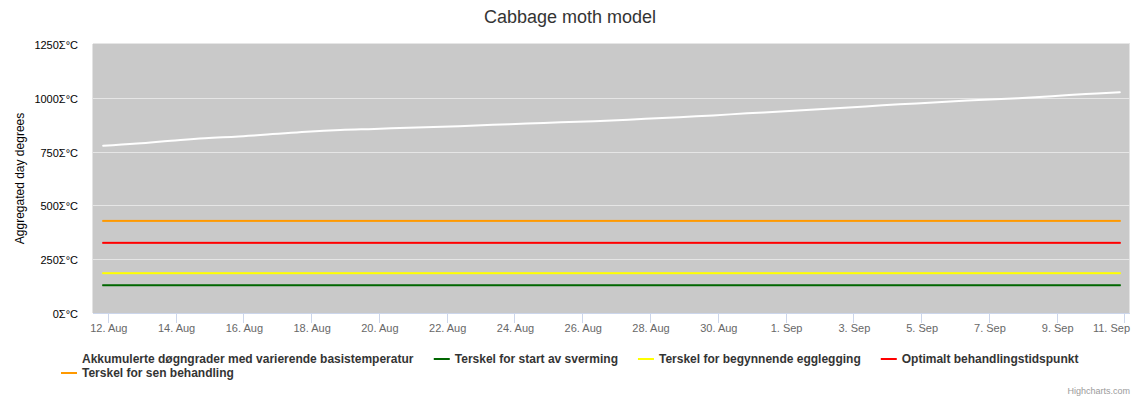 Cabbage moth model
Aggregated day degrees
1250Σ°C
1000Σ°C
750Σ°C
500Σ°C
250Σ°C
0Σ°C
12. Aug 14. Aug 16. Aug 18. Aug 20. Aug 22. Aug 24. Aug 26. Aug 28. Aug 30. Aug 1. Sep 3. Sep 5. Sep 7. Sep 9. Sep 11. Sep
Akkumulerte døgngrader med varierende basistemperatur Terskel for start av sverming Terskel for begynnende egglegging Optimalt behandlingstidspunkt
Terskel for sen behandling
Highcharts.com